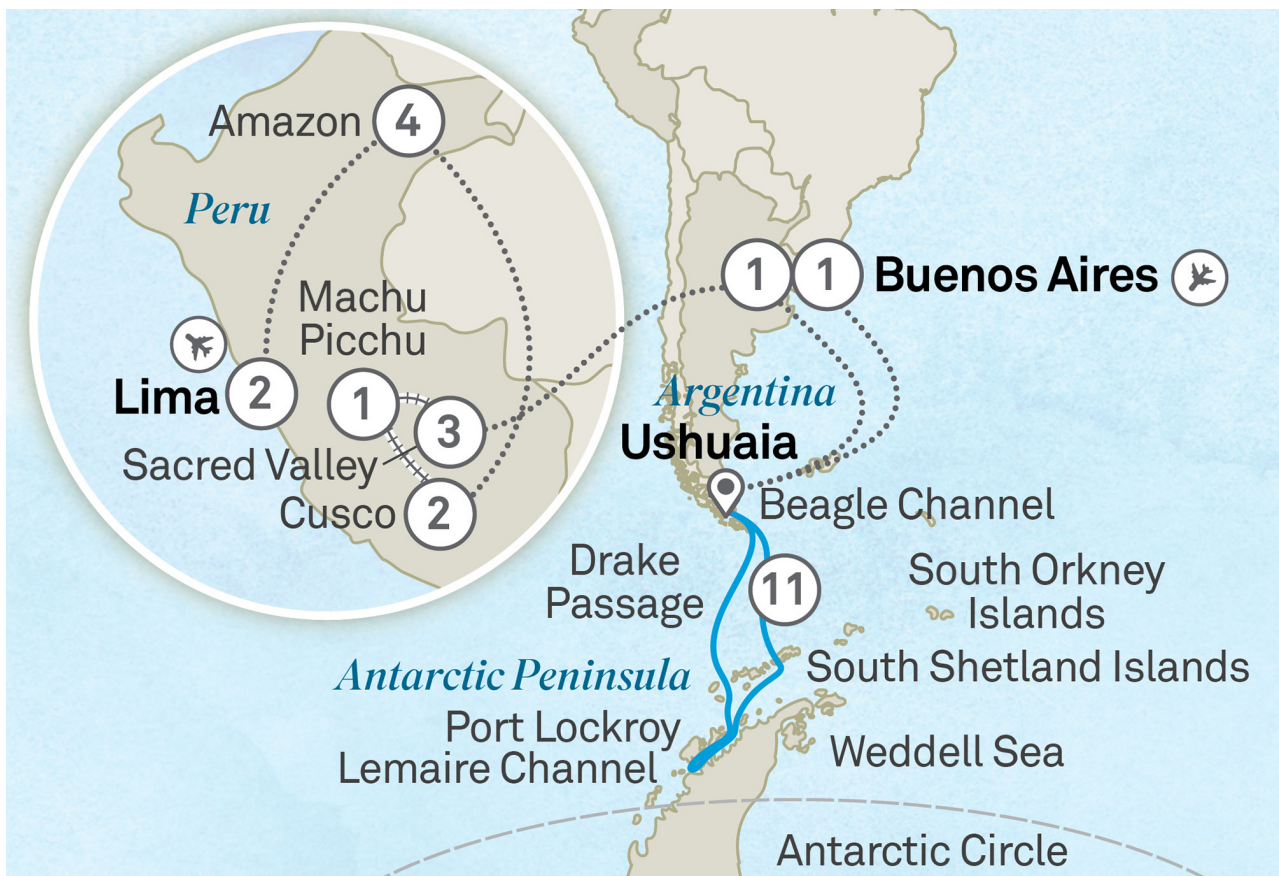 Amazon 4
Peru
Machu
Picchu
Lima 2
1
3
Sacred Valley
Cusco 2
1 1 Buenos Aires
Argentina
Ushuaia
Beagle Channel
Drake
Passage
11
South Orkney
Islands
South Shetland Islands
Antarctic Peninsula
Port Lockroy
Lemaire Channel
Weddell Sea
Antarctic Circle